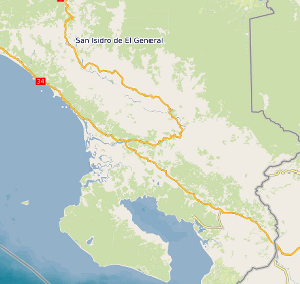 San Isidro de El General
34